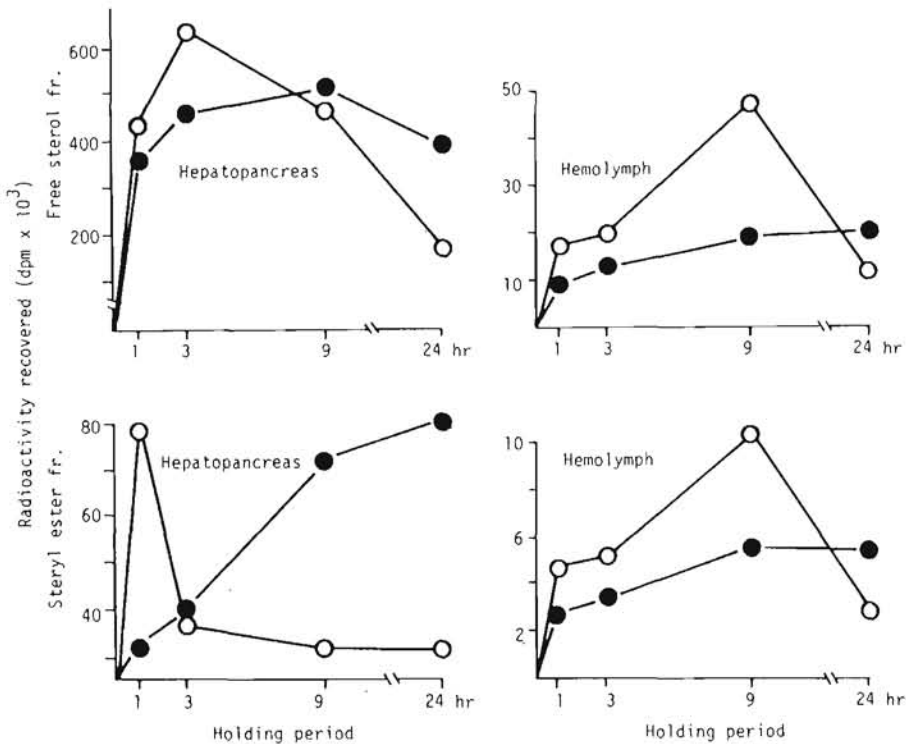 Radioactivity recovered (dpm x 10³)
Free sterol fr.
600
400
200
Hepatopancreas
1 3 9 24 hr
50
30
10
Hemolymph
1 3 9 24 hr
Steryl ester fr.
80
60
40
Hepatopancreas
1 3 9 24 hr
Holding period
10
6
2
Hemolymph
1 3 9 24 hr
Holding period